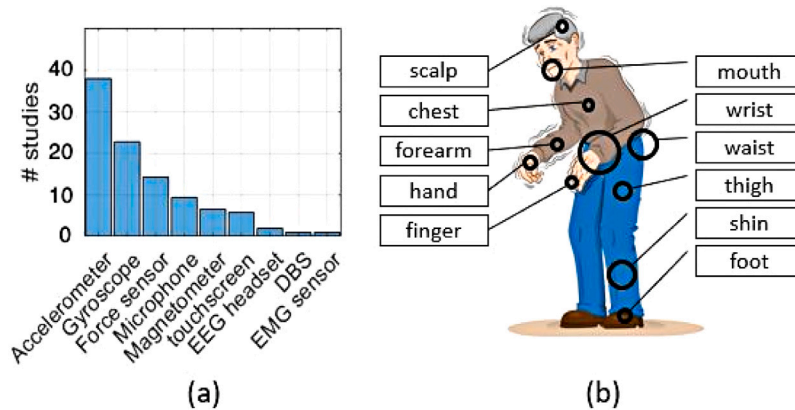 # studies
40
30
20
10
0
Accelerometer
Gyroscope
Force sensor
Microphone
Magnetometer
touchscreen
EEG headset
DBS
EMG sensor
(a)
scalp
chest
forearm
hand
finger
mouth
wrist
waist
thigh
shin
foot
(b)